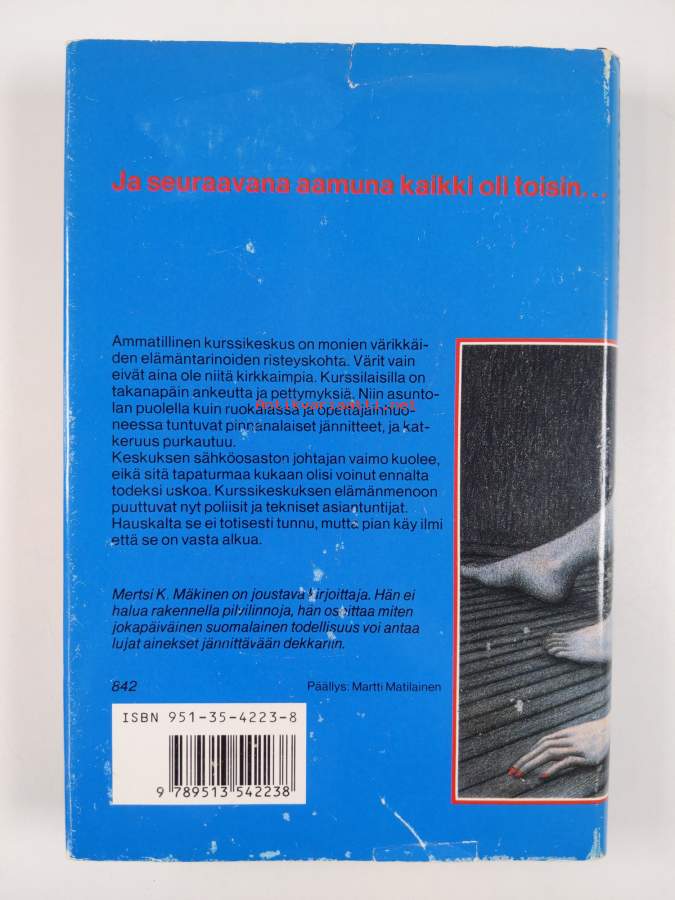 Ja seuraavana aamuna kaikki oli toisin...
Ammatillinen kurssikeskus on monien värikkäi-
den elämäntarinoiden risteyskohta. Värit vain
eivät aina ole niitä kirkkaimpia. Kurssilaisilla on
takanapäin ankeutta ja pettymyksiä. Niin asunto-
Antikvariaatti.net
lan puolella kuin ruokalassa ja opettajainhuo-
neessa tuntuvat pinnanalaiset jännitteet, ja kat-
keruus purkautuu.
Keskuksen sähköosaston johtajan vaimo kuolee,
eikä sitä tapaturmaa kukaan olisi voinut ennalta
todeksi uskoa. Kurssikeskuksen elämänmenoon
puuttuvat nyt poliisit ja tekniset asiantuntijat.
Hauskalta se ei totisesti tunnu, mutta pian käy ilmi
että se on vasta alkua.
Mertsi K. Mäkinen on joustava kirjoittaja. Hän ei
halua rakennella pilvilinnoja, hän osoittaa miten
jokapäiväinen suomalainen todellisuus voi antaa
lujat ainekset jännittävään dekkariin.
842
Päällys: Martti Matilainen
ISBN 951-35-4223-8
9 789513 542238